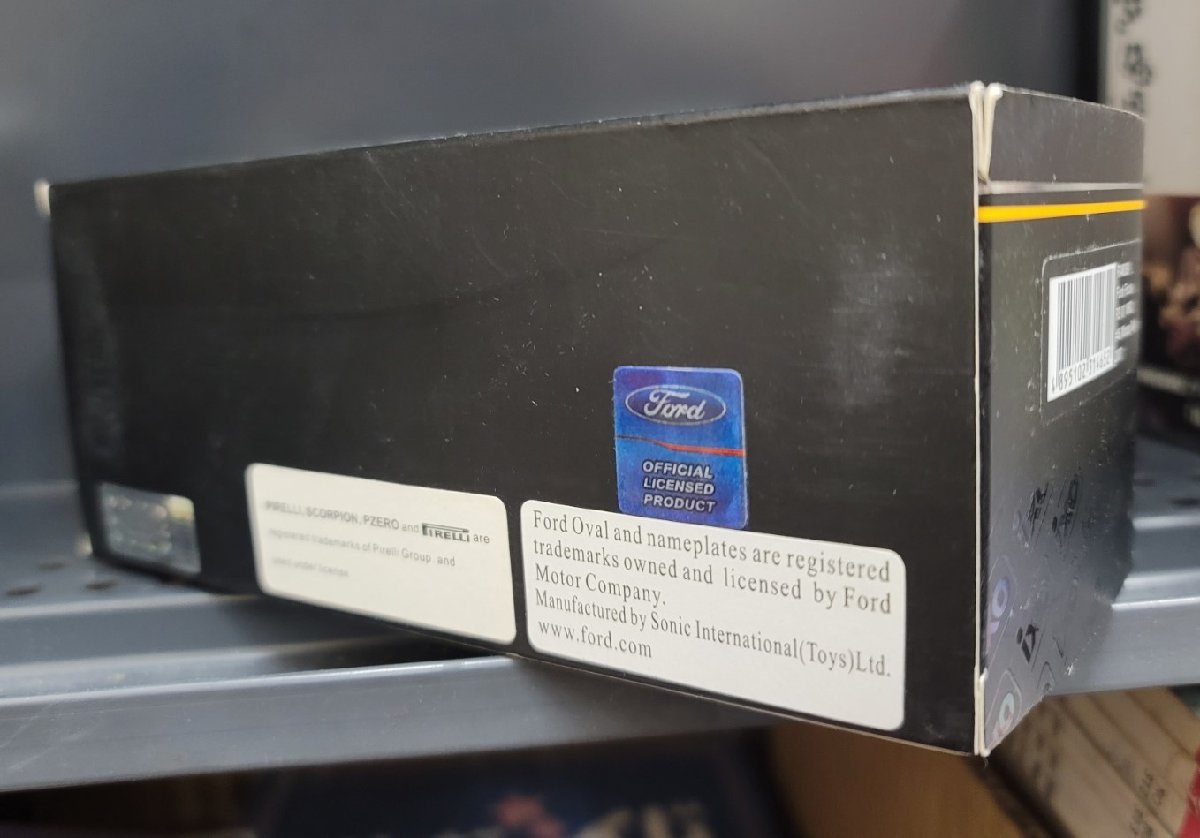 Ford
OFFICIAL
LICENSED
PRODUCT
PIRELLI, SCORPION, PZERO and PIRELLI are
registered trademarks of Pirelli Group and
used under license
Ford Oval and nameplates are registered
trademarks owned and licensed by Ford
Motor Company.
Manufactured by Sonic International(Toys)Ltd.
www.ford.com